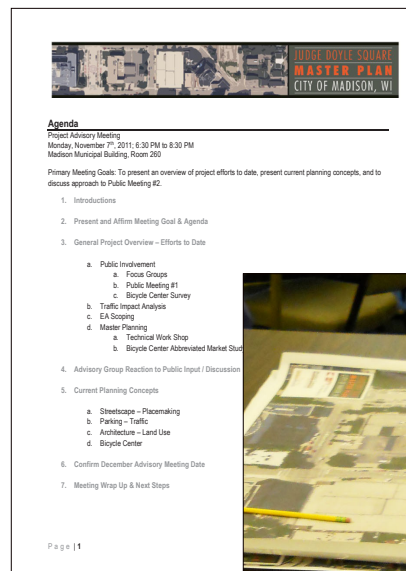 JUDGE DOYLE SQUARE
MASTER PLAN
CITY OF MADISON, WI
Agenda
Project Advisory Meeting
Monday, November 7th, 2011; 6:30 PM to 8:30 PM
Madison Municipal Building, Room 260
Primary Meeting Goals: To present an overview of project efforts to date, present current planning concepts, and to
discuss approach to Public Meeting #2.
1. Introductions
2. Present and Affirm Meeting Goal & Agenda
3. General Project Overview – Efforts to Date
a. Public Involvement
a. Focus Groups
b. Public Meeting #1
c. Bicycle Center Survey
b. Traffic Impact Analysis
c. EA Scoping
d. Master Planning
a. Technical Work Shop
b. Bicycle Center Abbreviated Market
4. Advisory Group Reaction to Public Input / Discussion
5. Current Planning Concepts
a. Streetscape – Placemaking
b. Parking – Traffic
c. Architecture – Land Use
d. Bicycle Center
6. Confirm December Advisory Meeting Date
7. Meeting Wrap Up & Next Steps
Page | 1